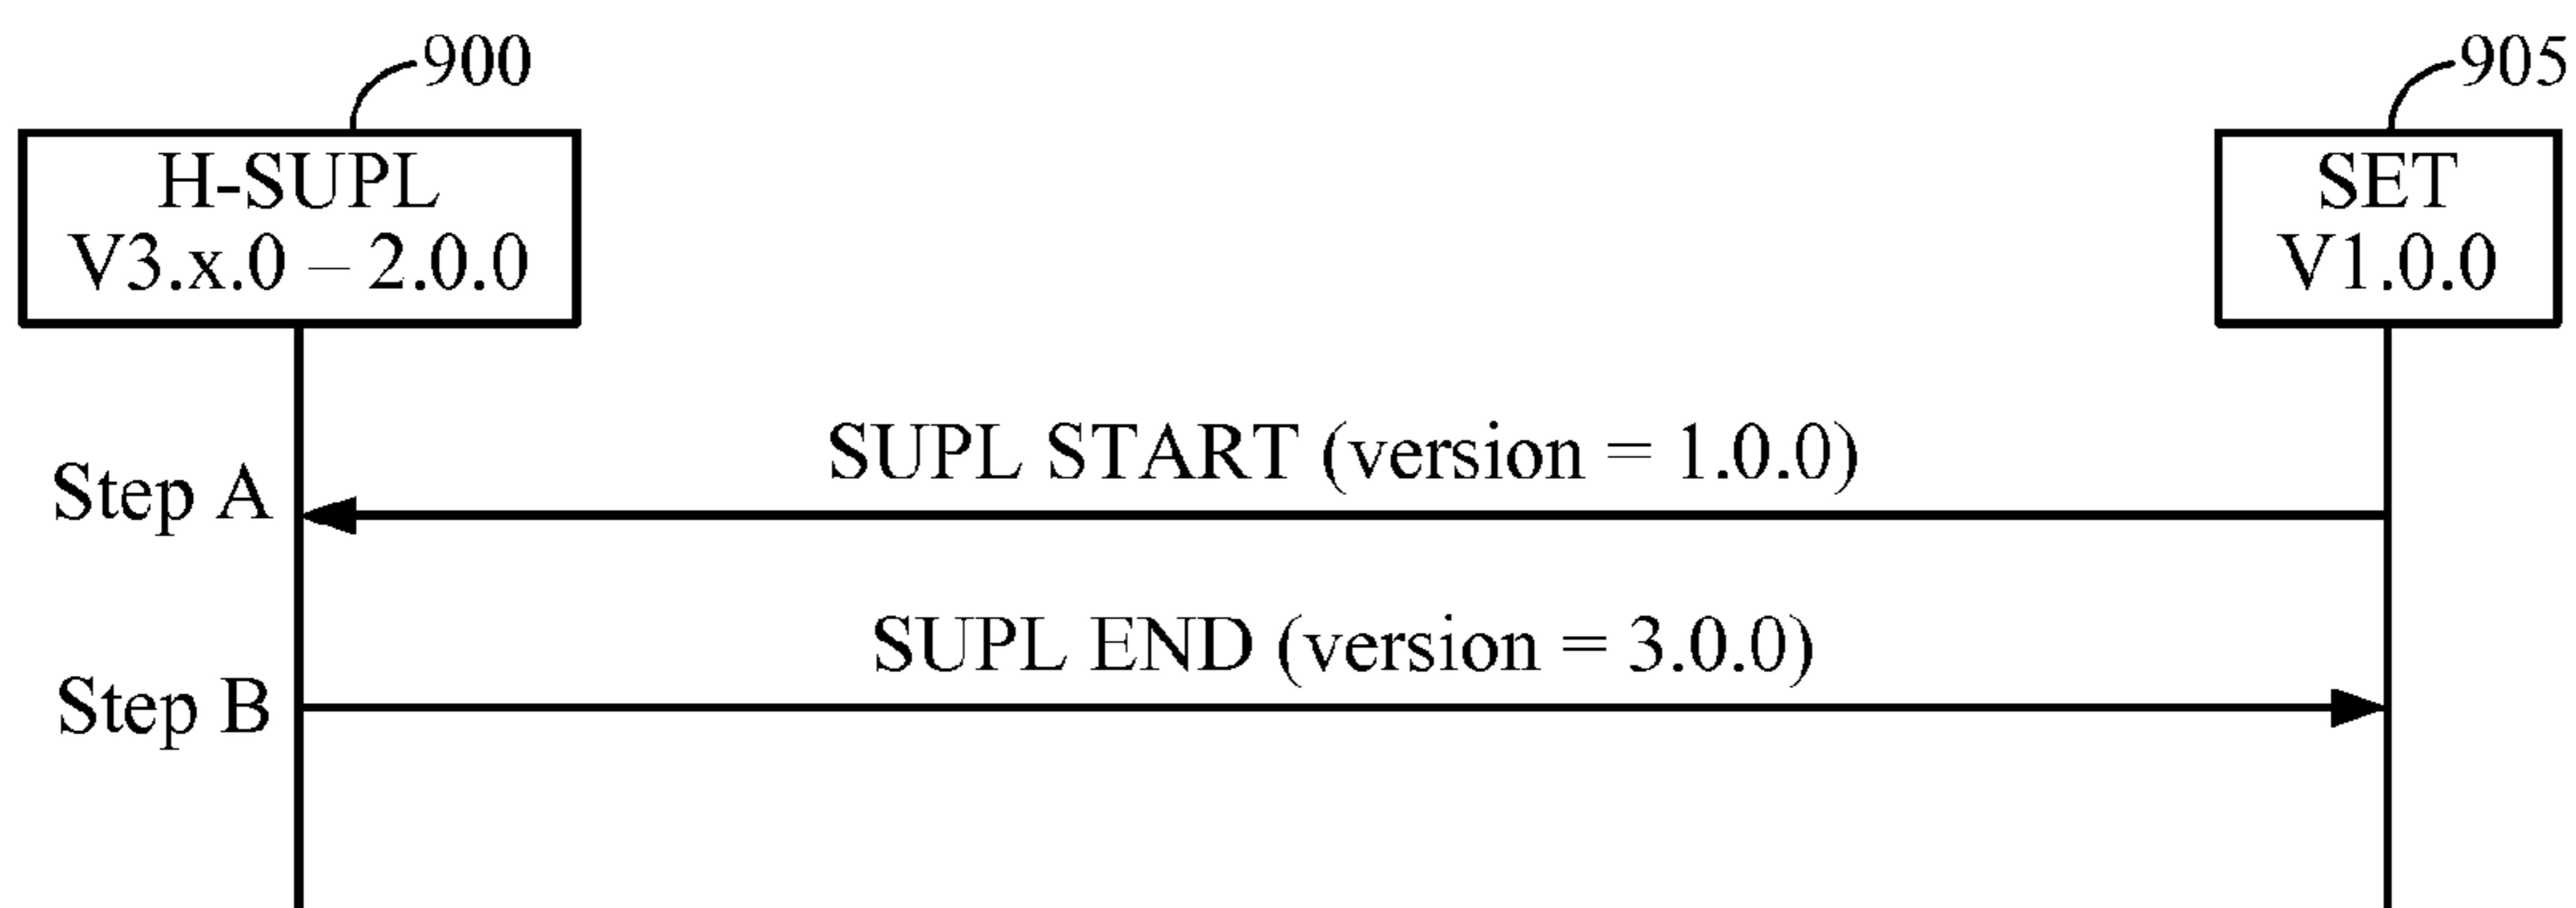 900
905
H-SUPL
V3.x.0 – 2.0.0
SET
V1.0.0
SUPL START (version = 1.0.0)
Step A
SUPL END (version = 3.0.0)
Step B